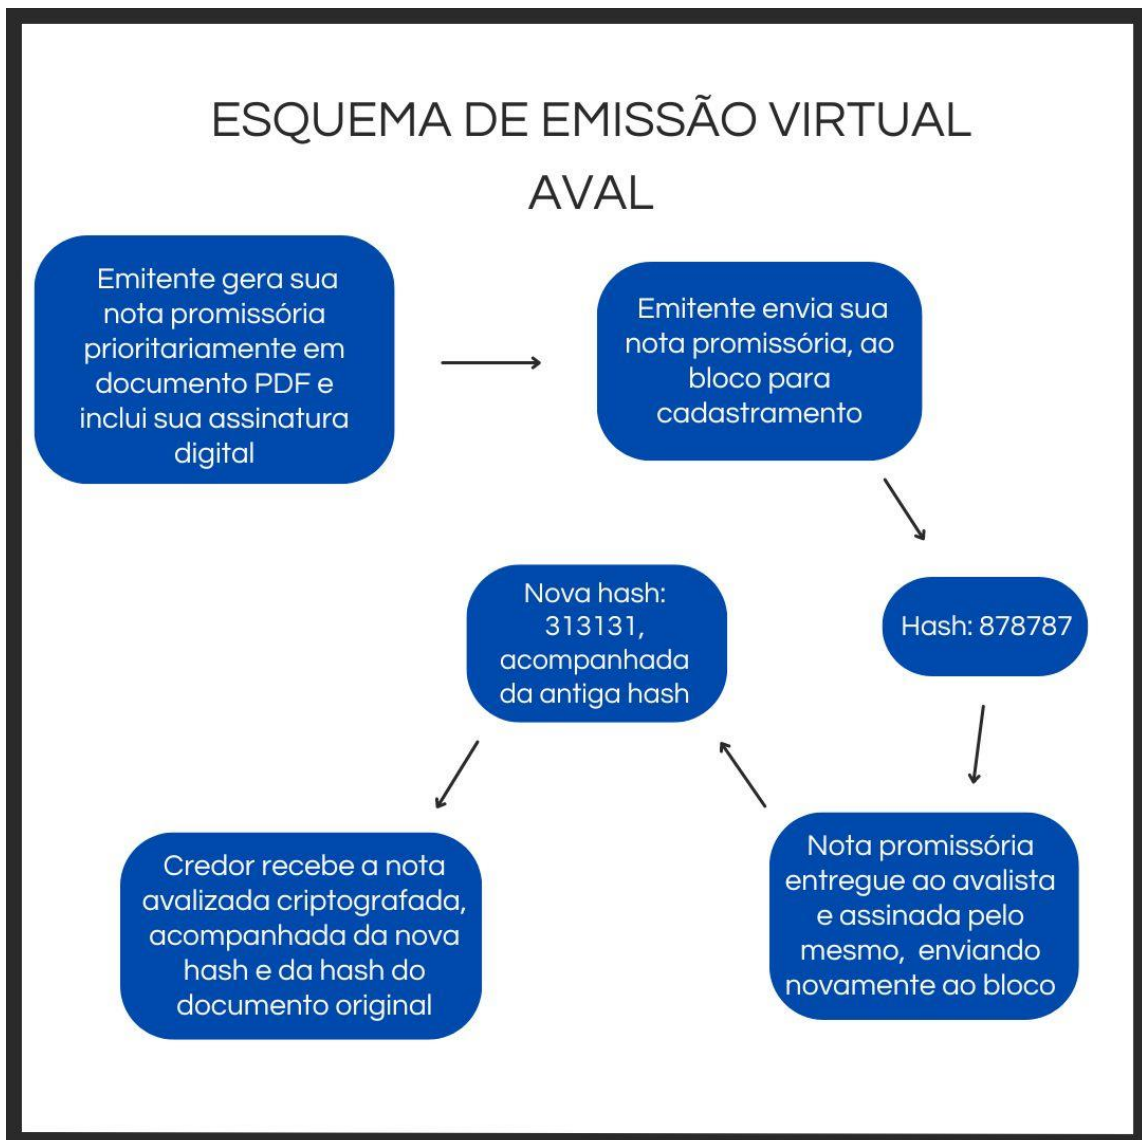 ESQUEMA DE EMISSÃO VIRTUAL
AVAL
Emitente gera sua
nota promissória
prioritariamente em
documento PDF e
inclui sua assinatura
digital
Emitente envia sua
nota promissória, ao
bloco para
cadastramento
Hash: 878787
Nota promissória
entregue ao avalista
e assinada pelo
mesmo, enviando
novamente ao bloco
Nova hash:
313131,
acompanhada
da antiga hash
Credor recebe a nota
avalizada criptografada,
acompanhada da nova
hash e da hash do
documento original